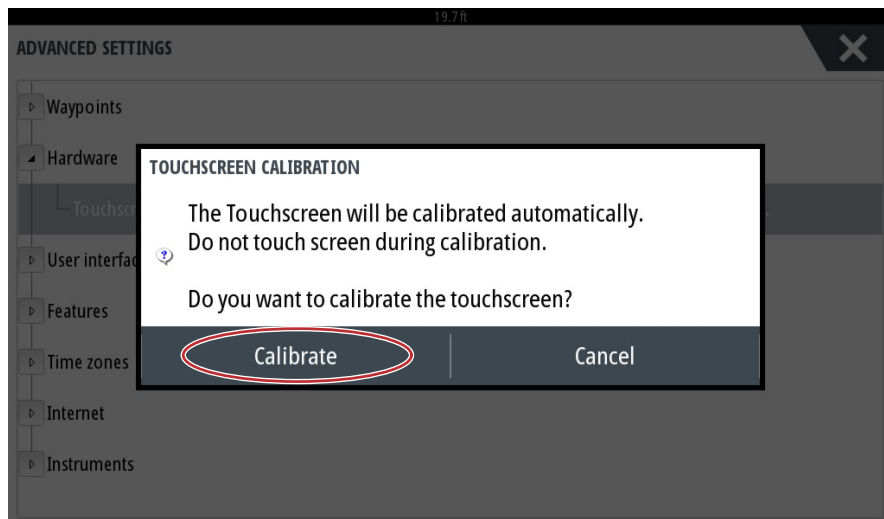 19.7 ft
ADVANCED SETTINGS
Waypoints
Hardware
TOUCHSCREEN CALIBRATION
The Touchscreen will be calibrated automatically.
Do not touch screen during calibration.
Do you want to calibrate the touchscreen?
Calibrate
Cancel
Features
Time zones
Internet
Instruments